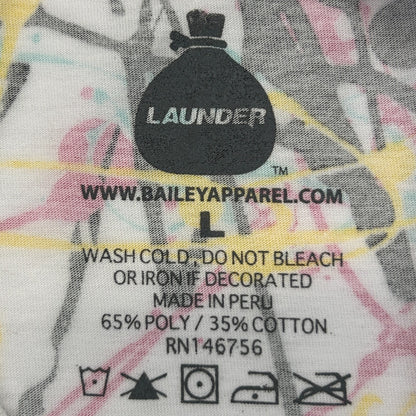 LAUNDER
TM
WWW.BAILEYAPPAREL.COM
L
WASH COLD, DO NOT BLEACH
OR IRON IF DECORATED
MADE IN PERU
65% POLY / 35% COTTON
RN146756